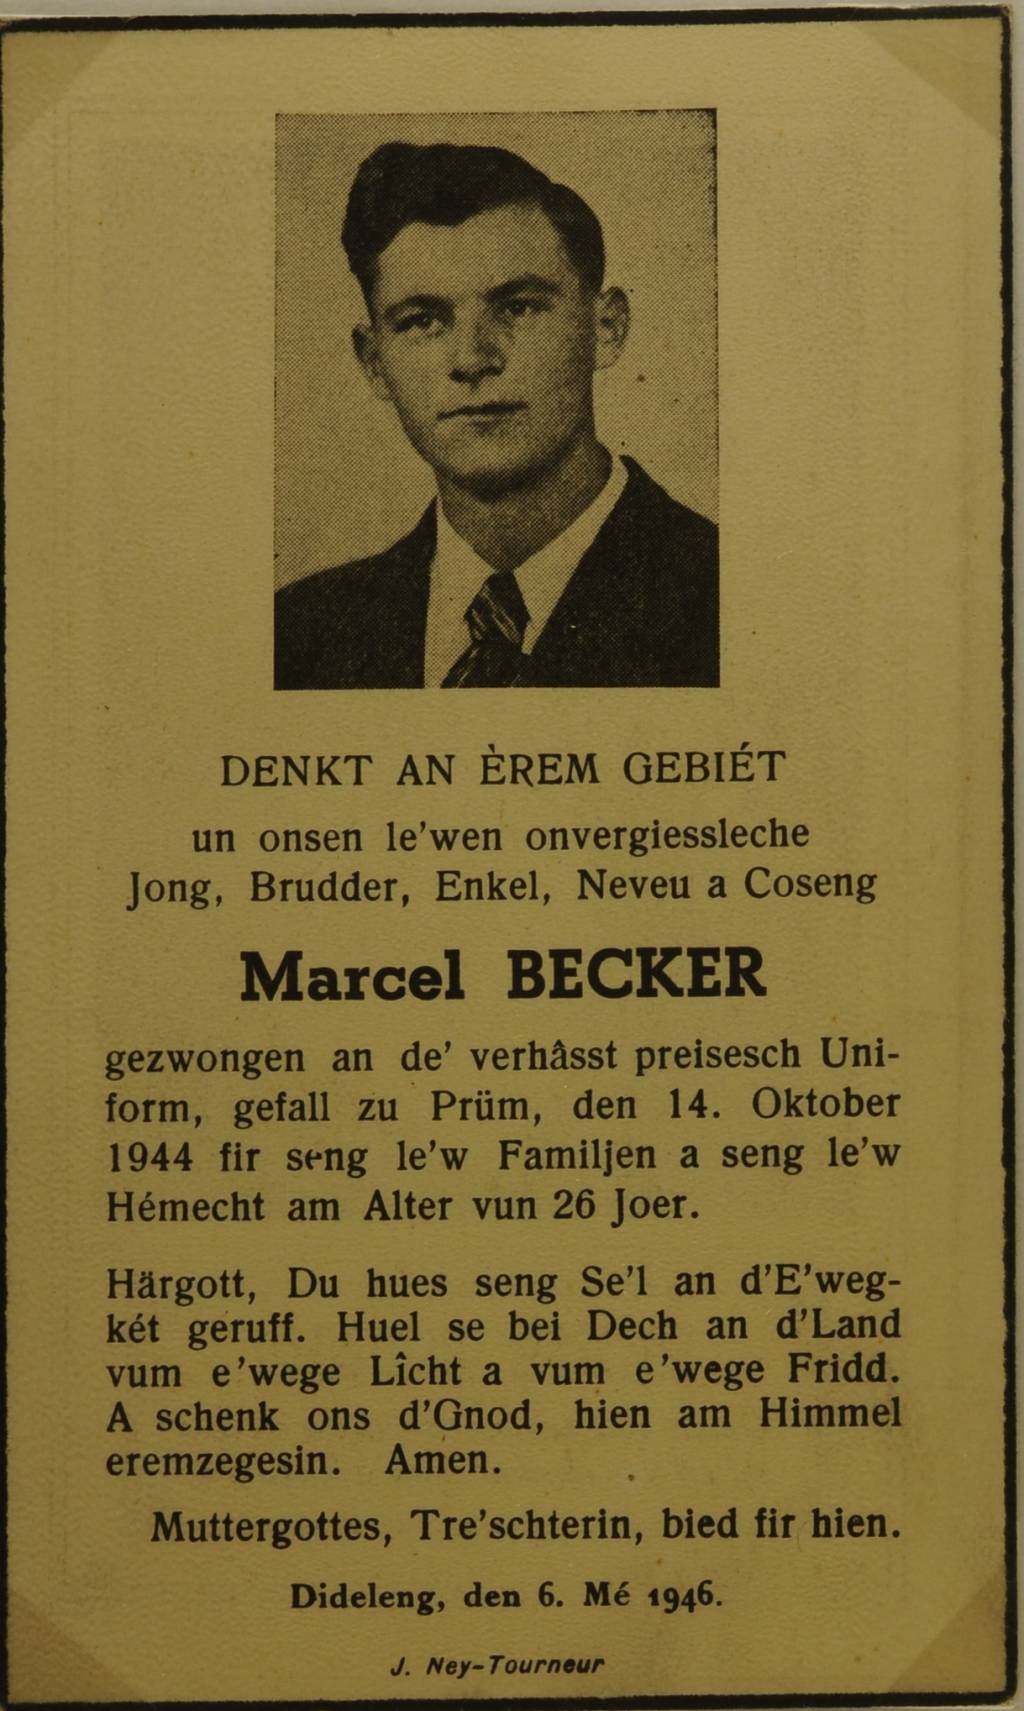 DENKT AN ÈREM GEBIÉT
un onsen le'wen onvergiessleche
Jong, Brudder, Enkel, Neveu a Coseng
Marcel BECKER
gezwongen an de' verhâsst preisesch Uni-
form, gefall zu Prüm, den 14. Oktober
1944 fir seng le'w Familjen a seng le'w
Hémecht am Alter vun 26 Joer.
Härgott, Du hues seng Se'l an d'E'weg-
két geruff. Huel se bei Dech an d'Land
vum e'wege Lîcht a vum e'wege Fridd.
A schenk ons d'Gnod, hien am Himmel
eremzegesin. Amen.
Muttergottes, Tre'schterin, bied fir hien.
Dideleng, den 6. Mé 1946.
J. Ney-Tourneur